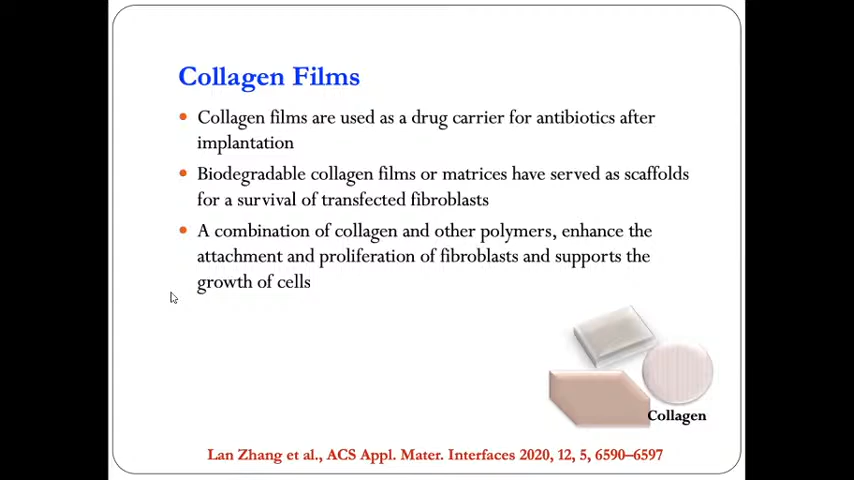 Collagen Films
• Collagen films are used as a drug carrier for antibiotics after
implantation
• Biodegradable collagen films or matrices have served as scaffolds
for a survival of transfected fibroblasts
• A combination of collagen and other polymers, enhance the
attachment and proliferation of fibroblasts and supports the
growth of cells
Collagen
Lan Zhang et al., ACS Appl. Mater. Interfaces 2020, 12, 5, 6590–6597